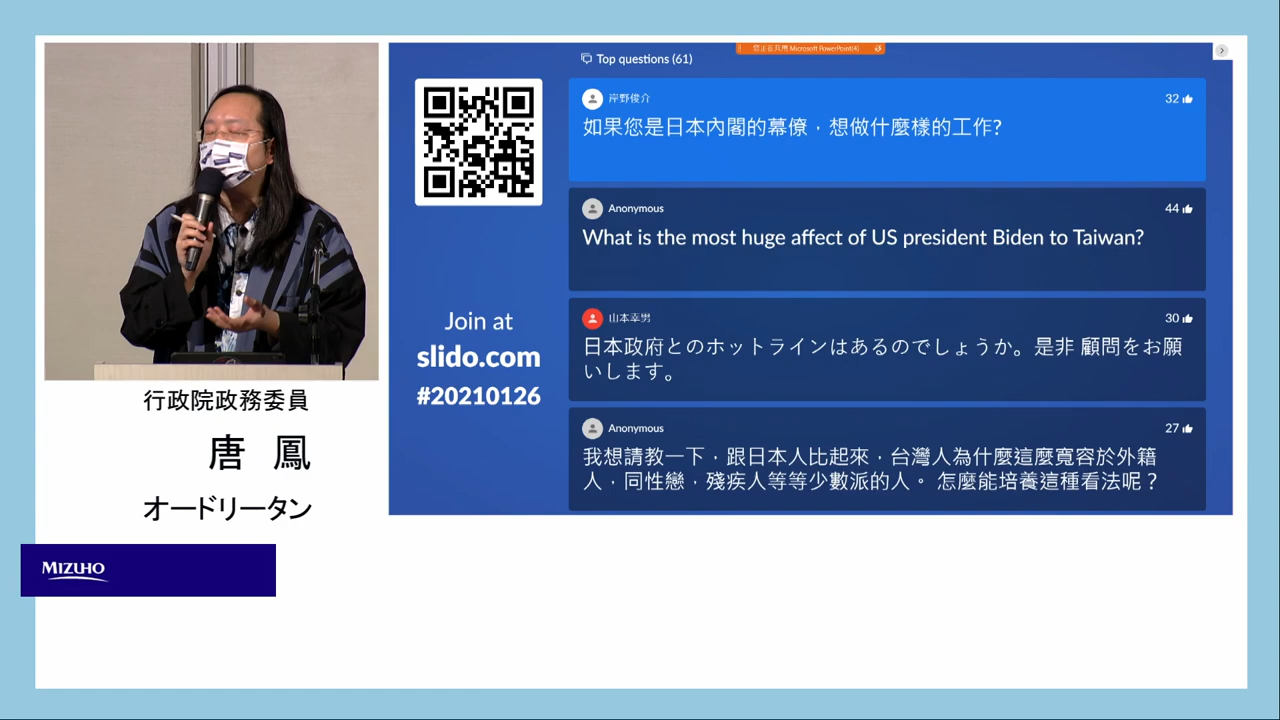 行政院政務委員
唐 鳳
オードリータン
MIZUHO
您正在共用 Microsoft PowerPoint(4)
Top questions (61)
Join at
slido.com
#20210126
岸野俊介
32
如果您是日本內閣的幕僚，想做什麼樣的工作?
Anonymous
44
What is the most huge affect of US president Biden to Taiwan?
山本幸男
30
日本政府とのホットラインはあるのでしょうか。是非 顧問をお願
いします。
Anonymous
27
我想請教一下，跟日本人比起來，台灣人為什麼這麼寬容於外籍
人，同性戀，殘疾人等等少數派的人。 怎麼能培養這種看法呢？